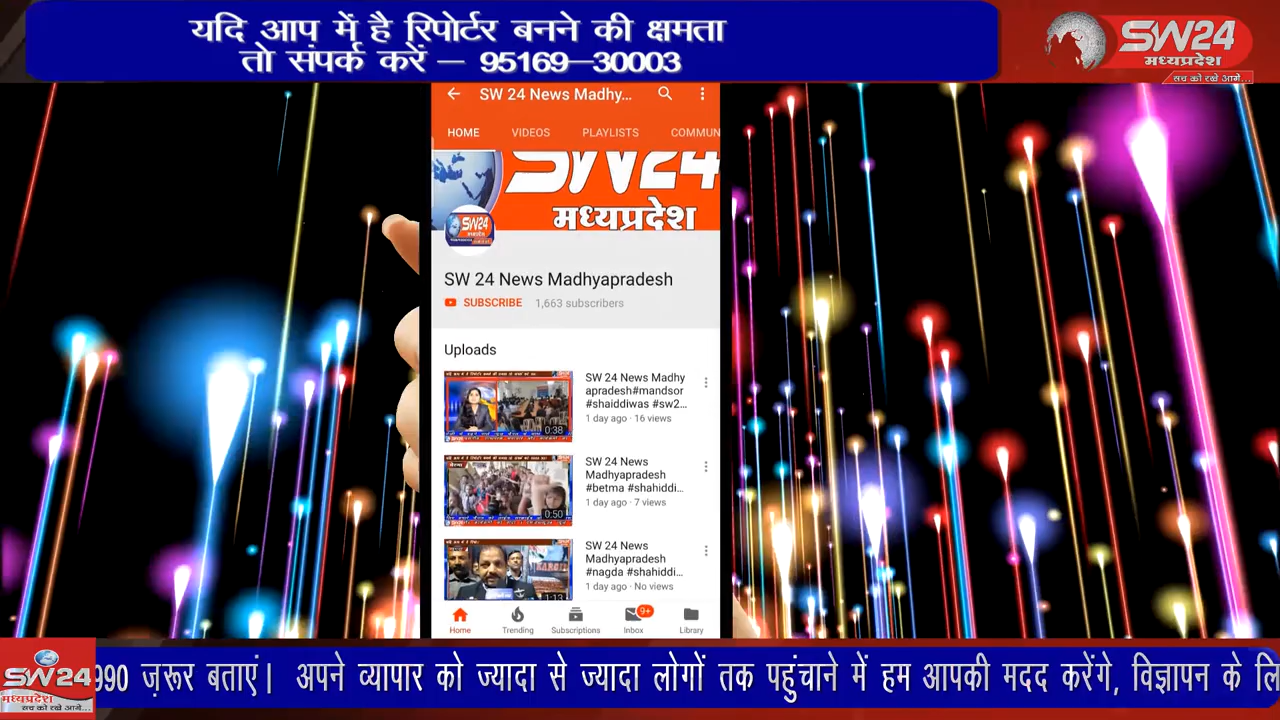 यदि आप में है रिपोर्टर बनने की क्षमता
तो संपर्क करें – 95169–30003
SW24
मध्यप्रदेश
सच को रखे आगे...
SW 24 News Madhy...
HOME VIDEOS PLAYLISTS COMMUN
SW24
मध्यप्रदेश
SW24
SW 24 News Madhyapradesh
SUBSCRIBE 1,663 subscribers
Uploads
SW 24 News Madhy
apradesh#mandsor
#shaiddiwas #sw2...
1 day ago · 16 views
0:38
SW 24 News
Madhyapradesh
#betma #shahiddi...
1 day ago · 7 views
0:50
SW 24 News
Madhyapradesh
#nagda #shahiddi...
1 day ago · No views
1:13
9+
Home Trending Subscriptions Inbox Library
SW24
मध्यप्रदेश
सच को रखे आगे...
990 ज़रूर बताएं। अपने व्यापार को ज्यादा से ज्यादा लोगों तक पहुंचाने में हम आपकी मदद करेंगे, विज्ञापन के लि